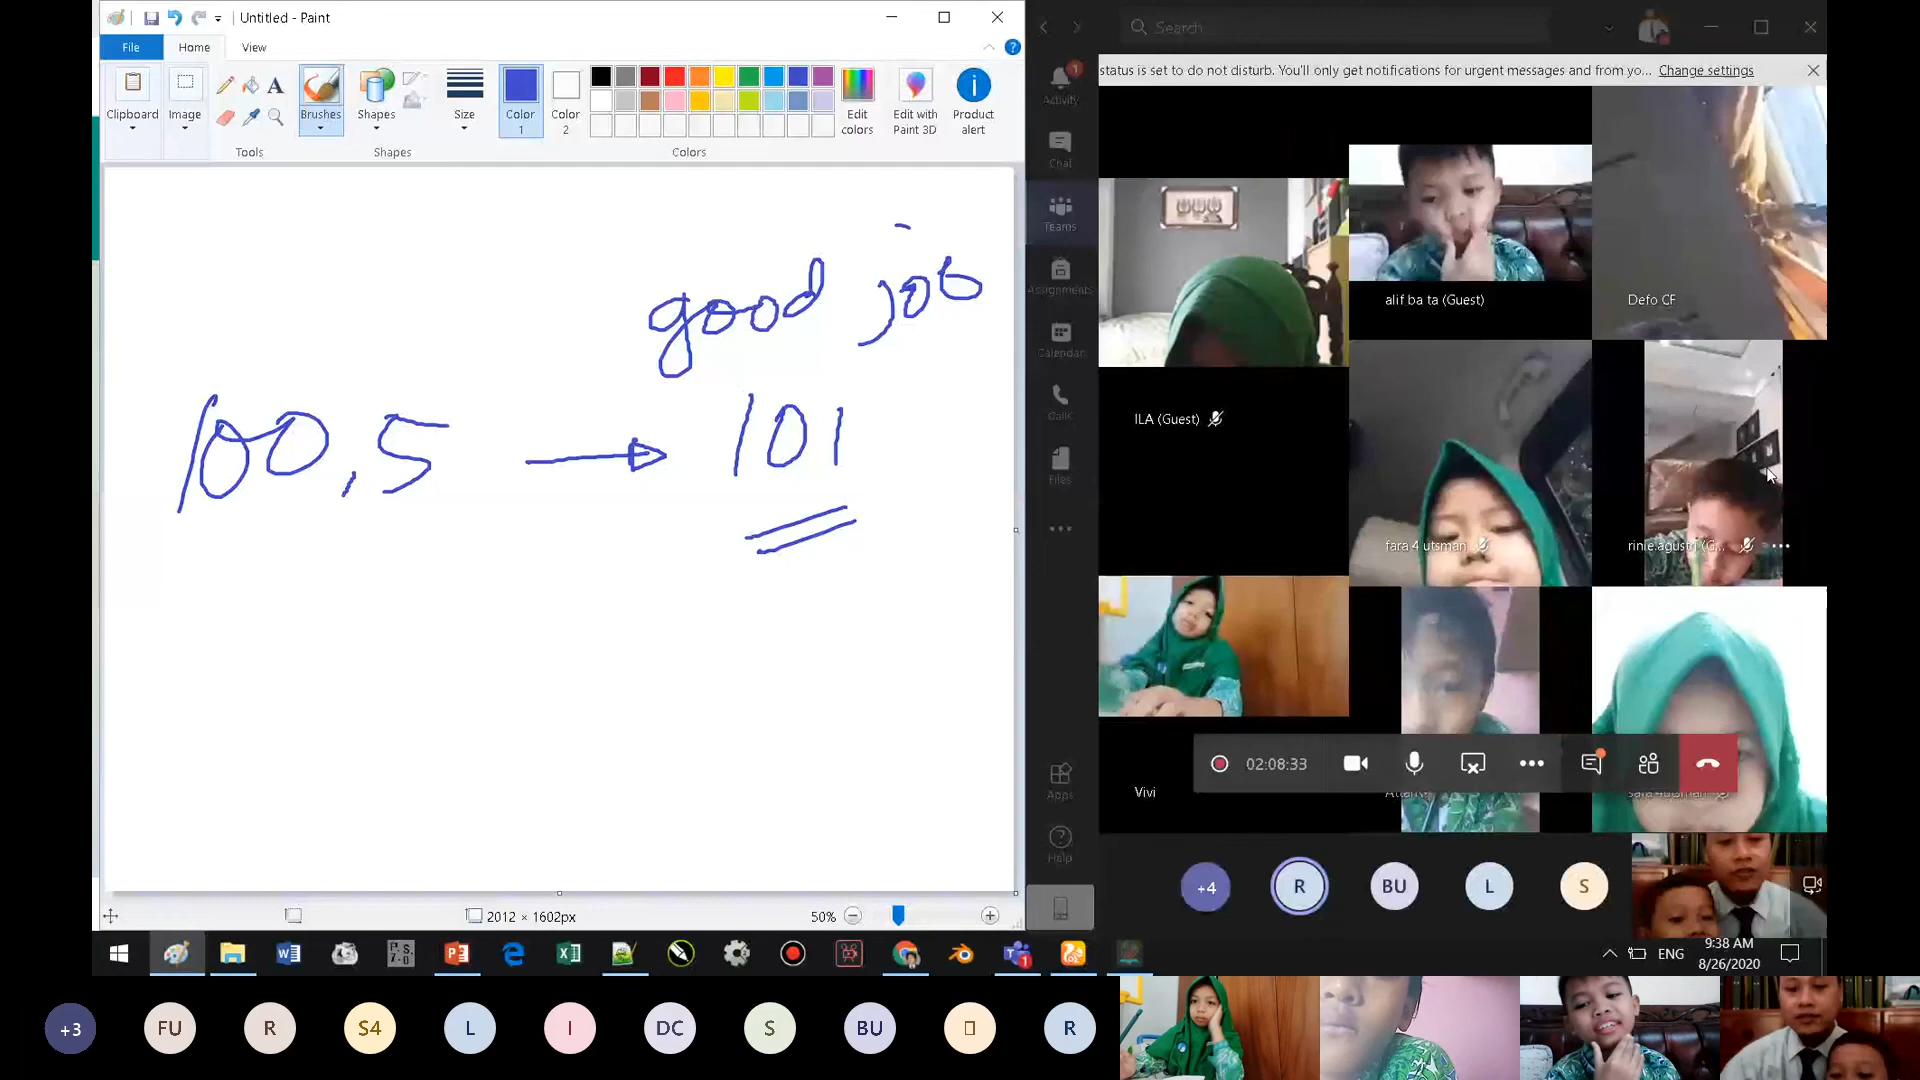 Untitled - Paint
File Home View
Clipboard
Image
Tools
Brushes
Shapes
Shapes
Size
Color 1
Color 2
Edit colors
Edit with Paint 3D
Product alert
Colors
good job
100,5 → 101
2012 × 1602px
50%
Search
status is set to do not disturb. You'll only get notifications for urgent messages and from yo... Change settings
1
Activity
Chat
Teams
Assignments
Calendar
Calls
Files
Apps
Help
alif ba ta (Guest)
Defo CF
ILA (Guest)
fara 4 utsman
rinie.agustri (G...
Vivi
02:08:33
+4 R BU L S
ENG
9:38 AM
8/26/2020
+3 FU R S4 L I DC S BU R